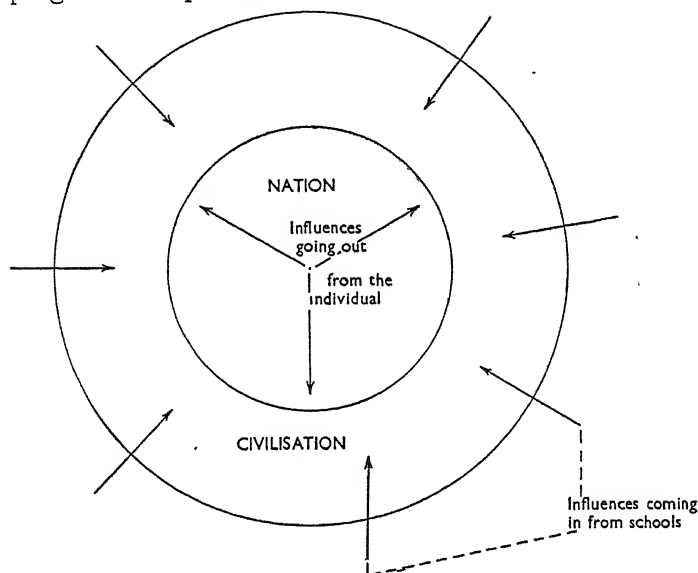 NATION
Influences
going out
from the
individual
CIVILISATION
Influences coming
in from schools